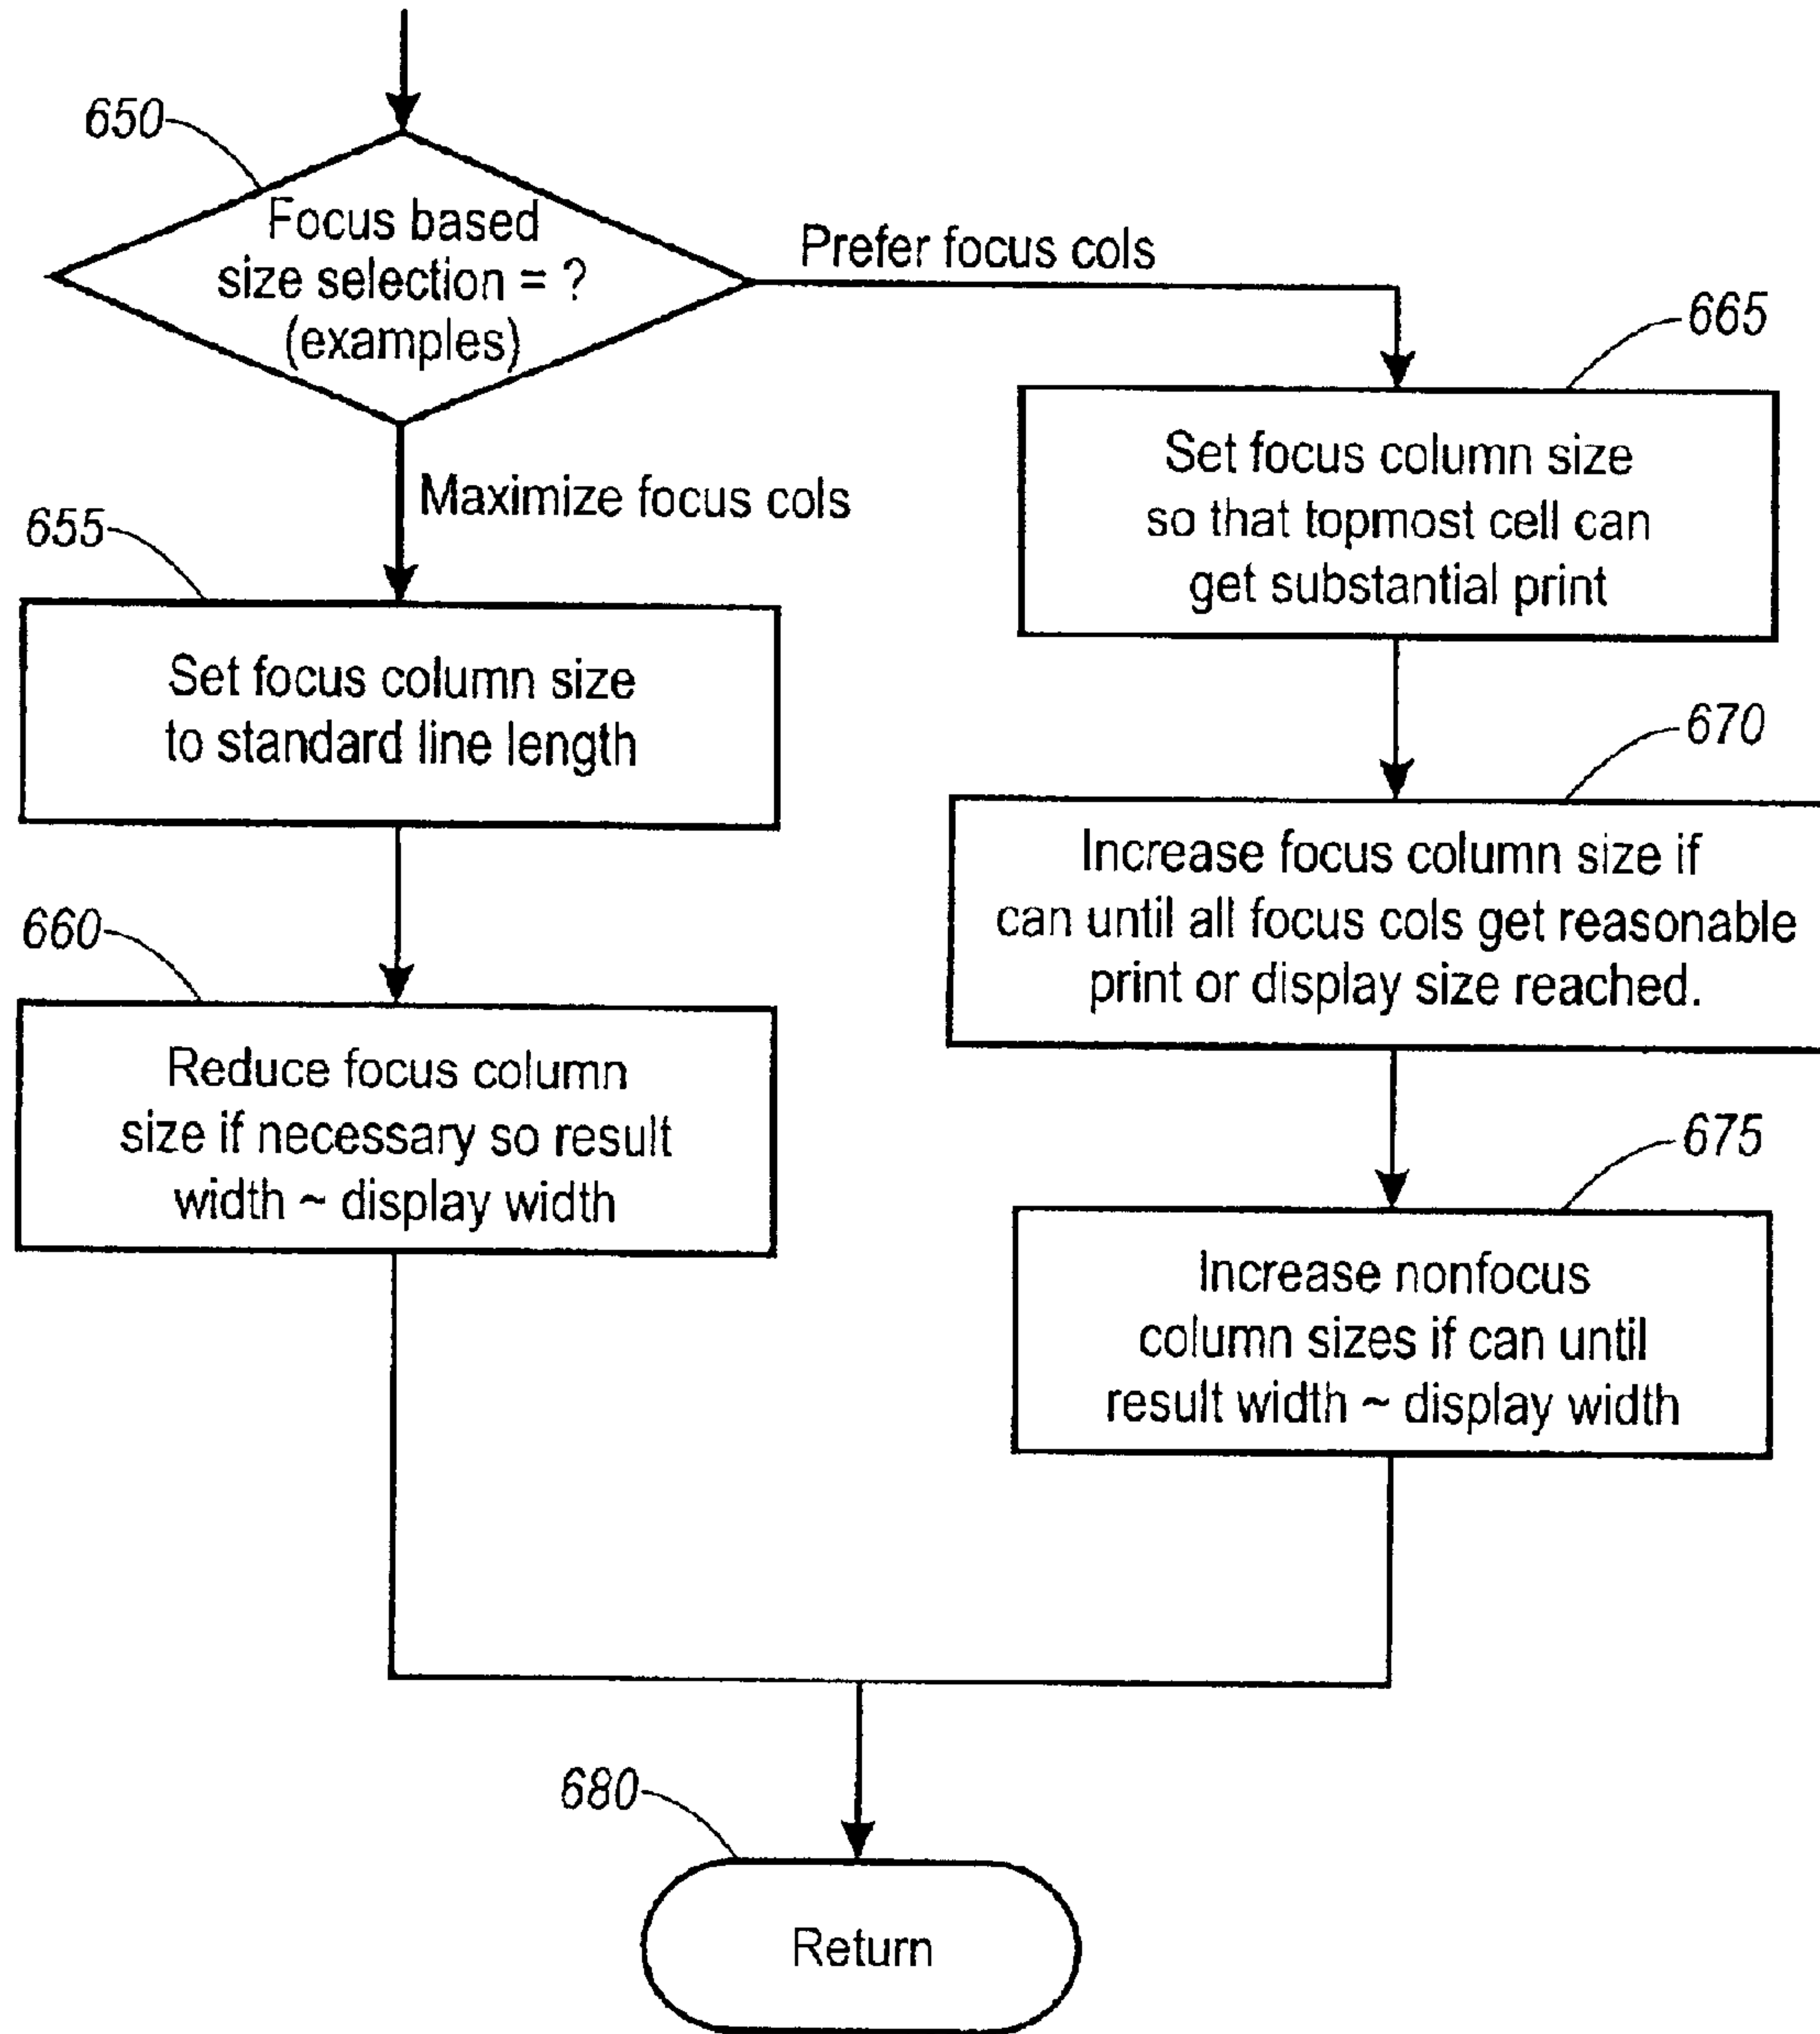 650
Focus based
size selection = ?
(examples)
Prefer focus cols
Maximize focus cols
655
Set focus column size
to standard line length
660
Reduce focus column
size if necessary so result
width ~ display width
665
Set focus column size
so that topmost cell can
get substantial print
670
Increase focus column size if
can until all focus cols get reasonable
print or display size reached.
675
Increase nonfocus
column sizes if can until
result width ~ display width
680
Return